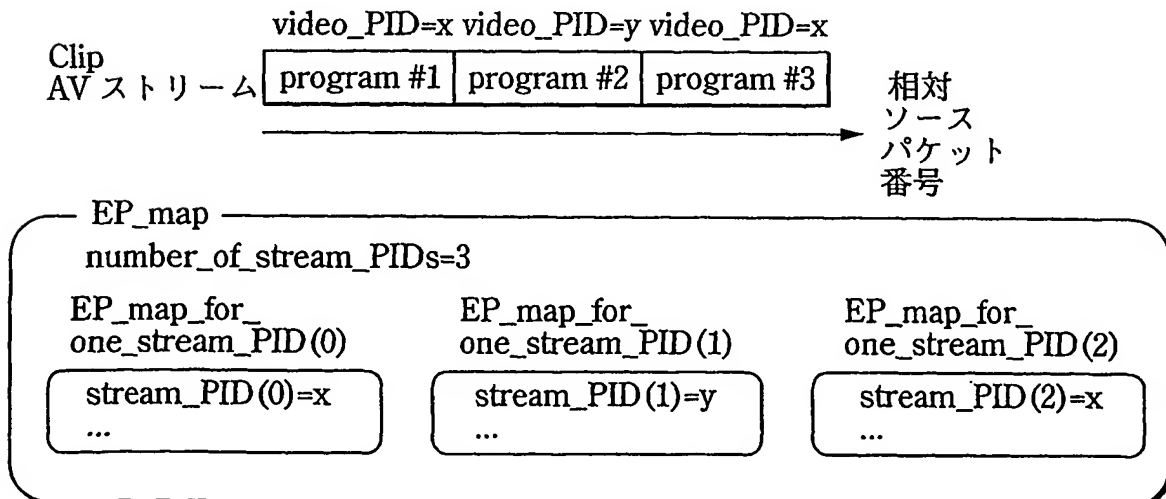 video_PID=x video_PID=y video_PID=x
Clip
AVストリーム
program #1 program #2 program #3
相対
ソース
パケット
番号
EP_map
number_of_stream_PIDs=3
EP_map_for_ EP_map_for_ EP_map_for_
one_stream_PID(0) one_stream_PID(1) one_stream_PID(2)
stream_PID(0)=x stream_PID(1)=y stream_PID(2)=x
... ... ...